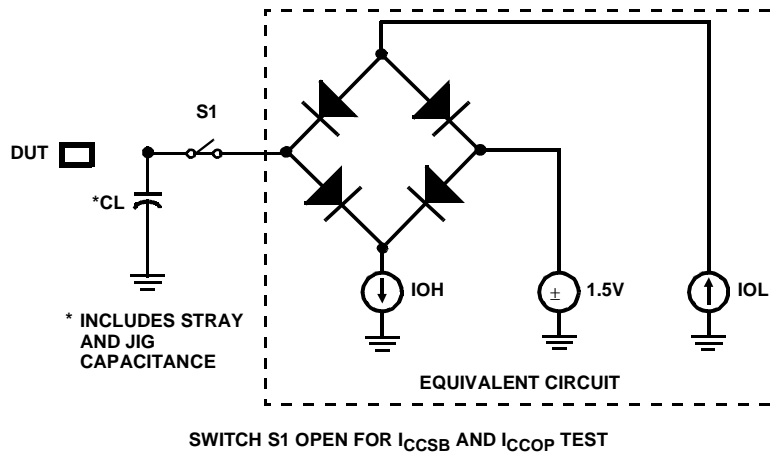 S1
DUT
*CL
IOH
±
1.5V
IOL
* INCLUDES STRAY
AND JIG
CAPACITANCE
EQUIVALENT CIRCUIT
SWITCH S1 OPEN FOR ICCSB AND ICCOP TEST